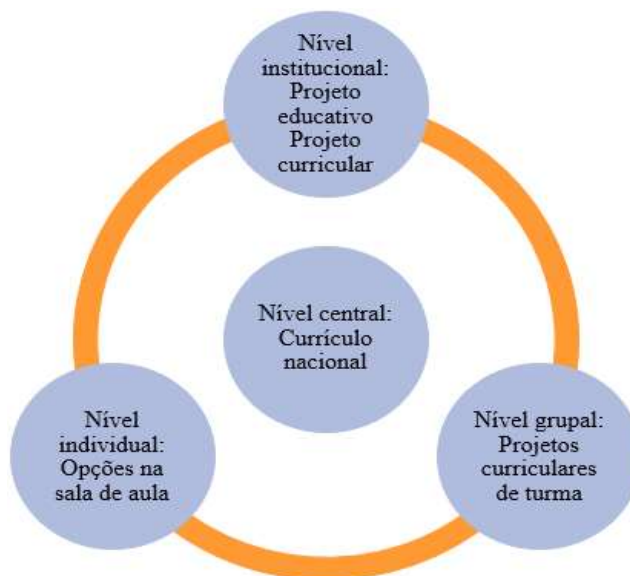 Nível
institucional:
Projeto
educativo
Projeto
curricular
Nível central:
Currículo
nacional
Nível
individual:
Opções na
sala de aula
Nível grupal:
Projetos
curriculares
de turma